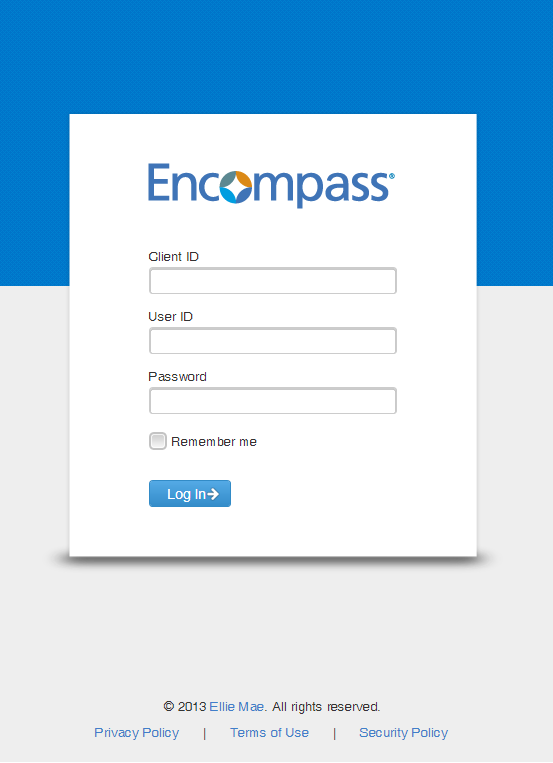 Encompass®
Client ID
User ID
Password
Remember me
Log In
© 2013 Ellie Mae. All rights reserved.
Privacy Policy | Terms of Use | Security Policy